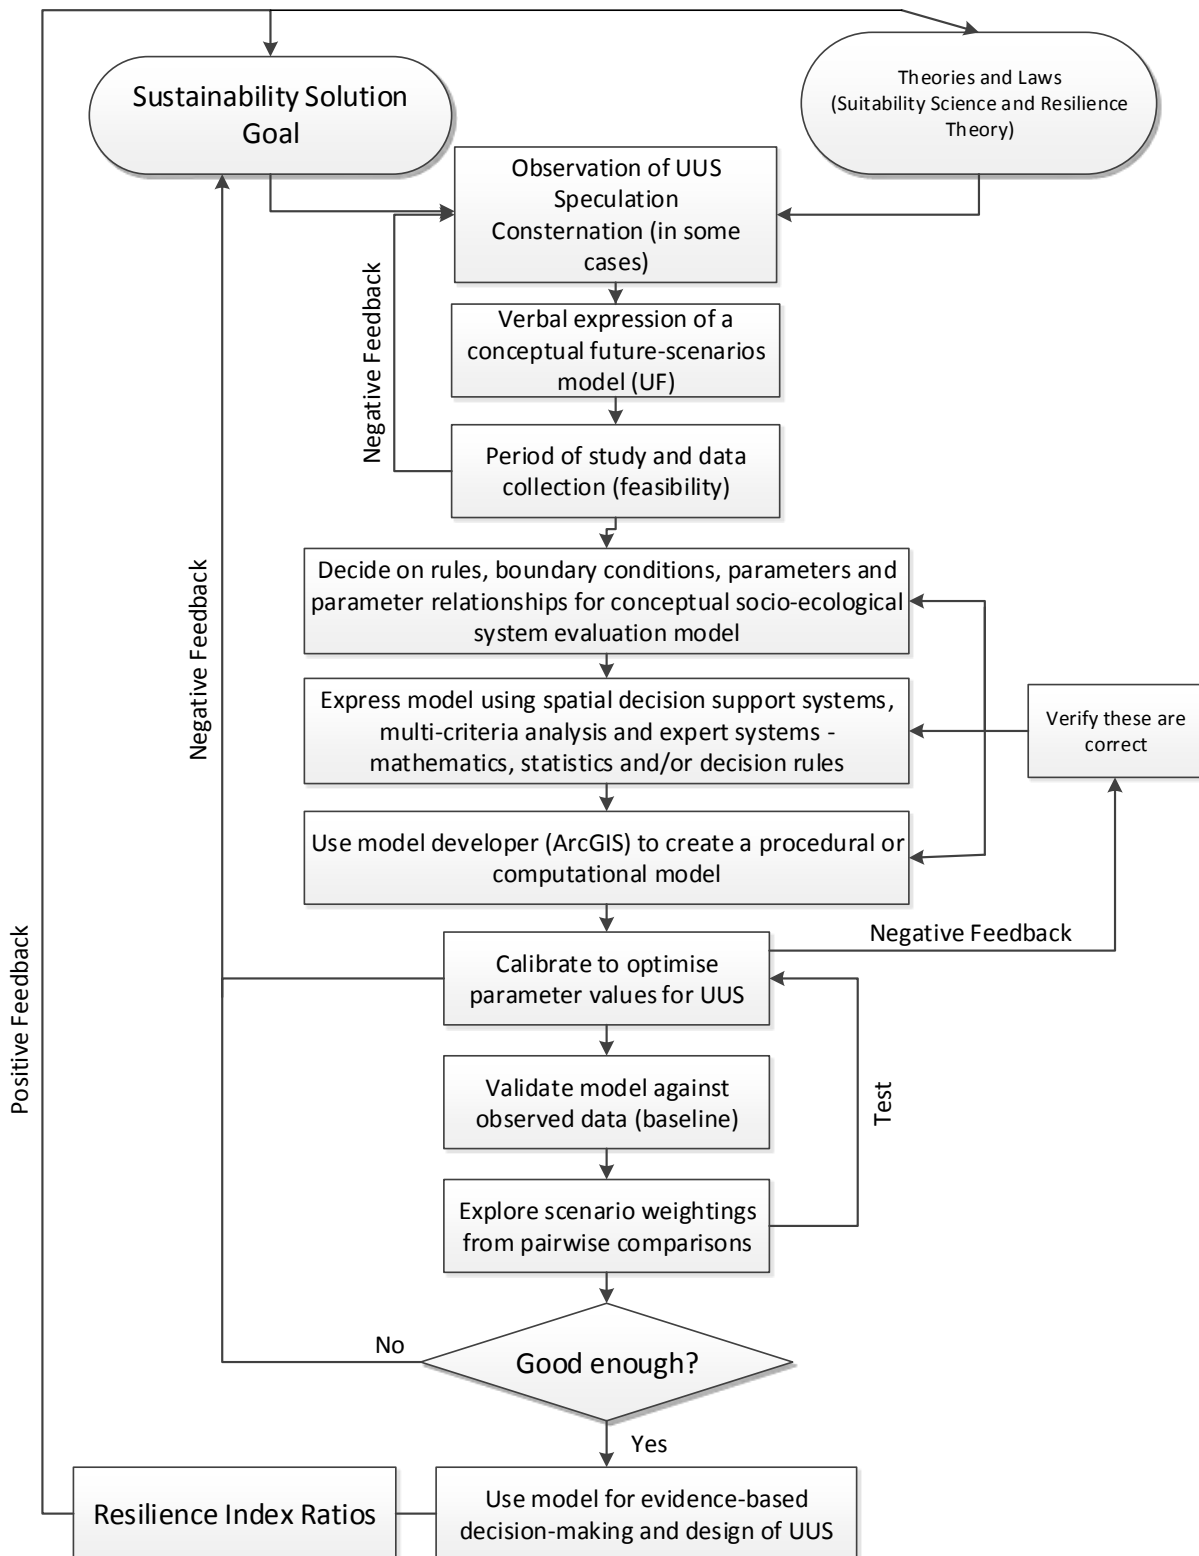 Sustainability Solution
Goal
Theories and Laws
(Suitability Science and Resilience
Theory)
Observation of UUS
Speculation
Consternation (in some
cases)
Negative Feedback
Verbal expression of a
conceptual future-scenarios
model (UF)
Period of study and data
collection (feasibility)
Decide on rules, boundary conditions, parameters and
parameter relationships for conceptual socio-ecological
system evaluation model
Negative Feedback
Express model using spatial decision support systems,
multi-criteria analysis and expert systems -
mathematics, statistics and/or decision rules
Verify these are
correct
Use model developer (ArcGIS) to create a procedural or
computational model
Negative Feedback
Calibrate to optimise
parameter values for UUS
Positive Feedback
Validate model against
observed data (baseline)
Test
Explore scenario weightings
from pairwise comparisons
No
Good enough?
Yes
Resilience Index Ratios
Use model for evidence-based
decision-making and design of UUS